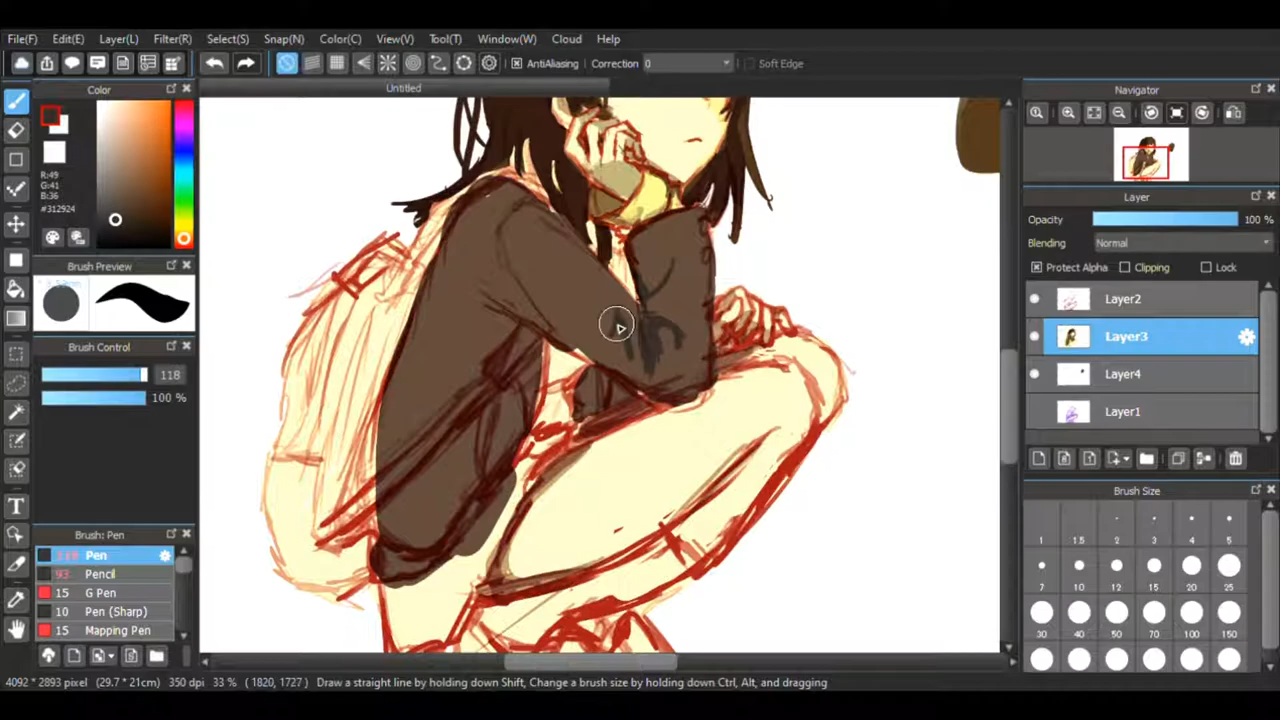 File(F) Edit(E) Layer(L) Filter(R) Select(S) Snap(N) Color(C) View(V) Tool(T) Window(W) Cloud Help
AntiAliasing Correction 0 Soft Edge
Color
R:49
G:41
B:36
#312924
Brush Preview
Brush Control
118
100 %
Brush: Pen
Pen
93 Pencil
15 G Pen
10 Pen (Sharp)
15 Mapping Pen
Untitled
Navigator
Layer
Opacity 100 %
Blending Normal
Protect Alpha Clipping Lock
Layer2
Layer3
Layer4
Layer1
Brush Size
1 1.5 2 3 4 5
7 10 12 15 20 25
30 40 50 70 100 150
4092 * 2893 pixel (29.7 * 21cm) 350 dpi 33 % ( 1820, 1727 ) Draw a straight line by holding down Shift, Change a brush size by holding down Ctrl, Alt, and dragging